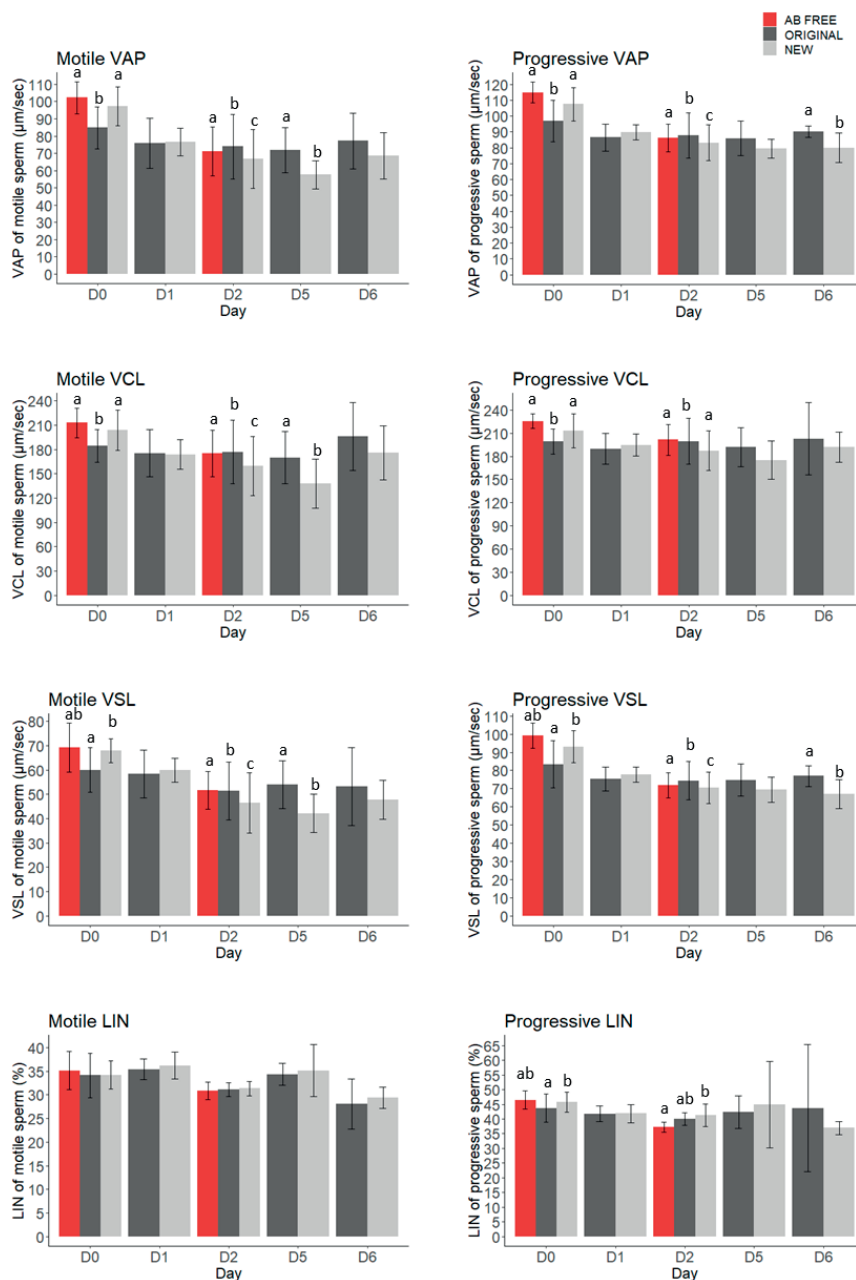 AB FREE
ORIGINAL
NEW
Motile VAP
VAP of motile sperm (µm/sec)
110
100
90
80
70
60
50
40
30
20
10
0
a b a
a b c
a b
D0 D1 D2 D5 D6
Day
Progressive VAP
VAP of progressive sperm (µm/sec)
120
110
100
90
80
70
60
50
40
30
20
10
0
a b a
a b c
a b
D0 D1 D2 D5 D6
Day
Motile VCL
VCL of motile sperm (µm/sec)
240
210
180
150
120
90
60
30
0
a b a
a b c
a b
D0 D1 D2 D5 D6
Day
Progressive VCL
VCL of progressive sperm (µm/sec)
240
210
180
150
120
90
60
30
0
a b a
a b a
D0 D1 D2 D5 D6
Day
Motile VSL
VSL of motile sperm (µm/sec)
80
70
60
50
40
30
20
10
0
ab a b
a b c
a b
D0 D1 D2 D5 D6
Day
Progressive VSL
VSL of progressive sperm (µm/sec)
110
100
90
80
70
60
50
40
30
20
10
0
ab a b
a b c
a b
D0 D1 D2 D5 D6
Day
Motile LIN
LIN of motile sperm (%)
40
35
30
25
20
15
10
5
0
D0 D1 D2 D5 D6
Day
Progressive LIN
LIN of progressive sperm (%)
65
60
55
50
45
40
35
30
25
20
15
10
5
0
ab a b
a ab b
D0 D1 D2 D5 D6
Day